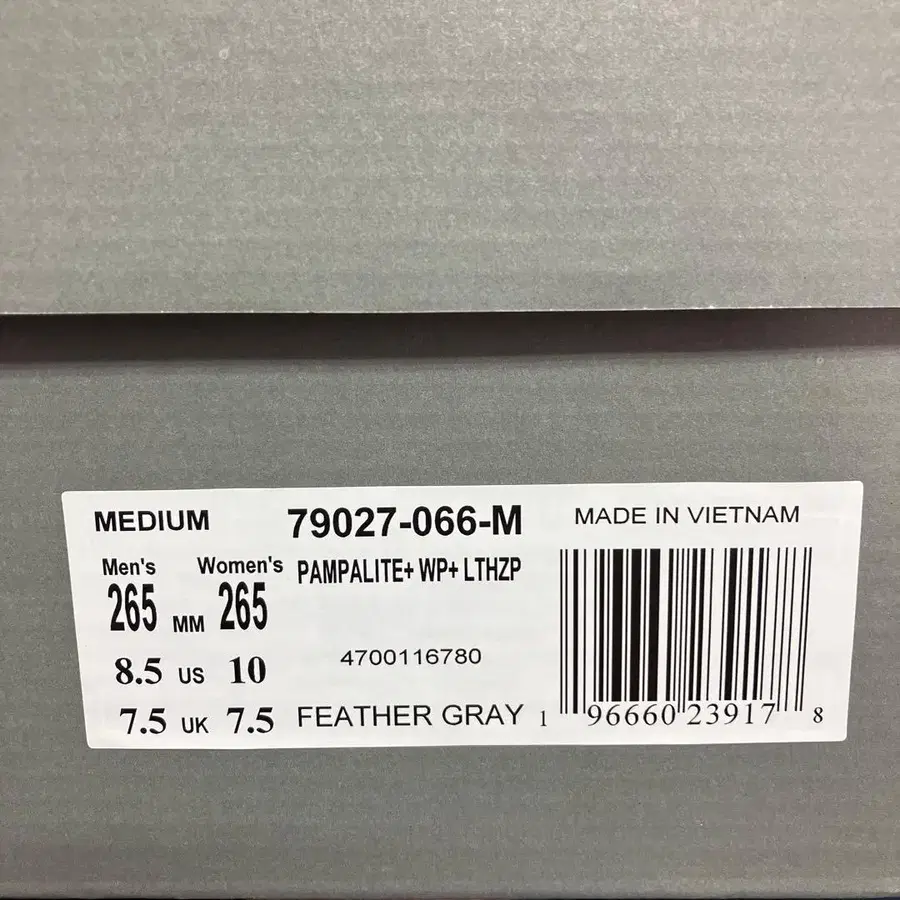 MEDIUM 79027-066-M MADE IN VIETNAM
Men's Women's PAMPALITE+ WP+ LTHZP
265 MM 265
8.5 US 10 4700116780
7.5 UK 7.5 FEATHER GRAY 1 96660 23917 8